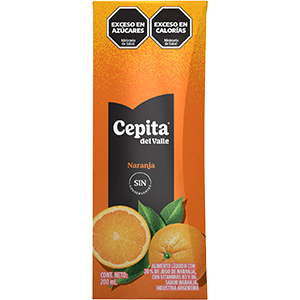 EXCESO EN
AZÚCARES
Ministerio
de Salud
EXCESO EN
CALORÍAS
Ministerio
de Salud
Cepita
del Valle
Naranja
SIN
CONT. NETO:
200 mL
ALIMENTO LÍQUIDO CON
20% DE JUGO DE NARANJA,
CON VITAMINAS
SABOR NARANJA.
INDUSTRIA ARGENTINA